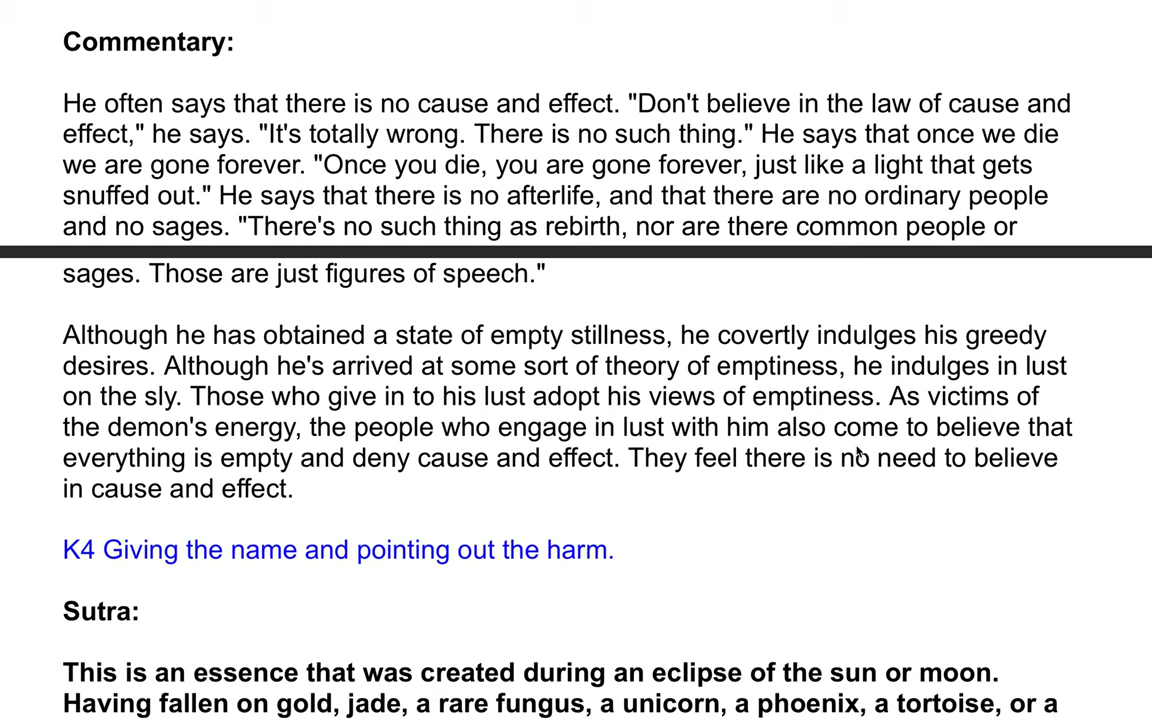 Commentary:
He often says that there is no cause and effect. "Don't believe in the law of cause and
effect," he says. "It's totally wrong. There is no such thing." He says that once we die
we are gone forever. "Once you die, you are gone forever, just like a light that gets
snuffed out." He says that there is no afterlife, and that there are no ordinary people
and no sages. "There's no such thing as rebirth, nor are there common people or
sages. Those are just figures of speech."
Although he has obtained a state of empty stillness, he covertly indulges his greedy
desires. Although he's arrived at some sort of theory of emptiness, he indulges in lust
on the sly. Those who give in to his lust adopt his views of emptiness. As victims of
the demon's energy, the people who engage in lust with him also come to believe that
everything is empty and deny cause and effect. They feel there is no need to believe
in cause and effect.
K4 Giving the name and pointing out the harm.
Sutra:
This is an essence that was created during an eclipse of the sun or moon.
Having fallen on gold, jade, a rare fungus, a unicorn, a phoenix, a tortoise, or a